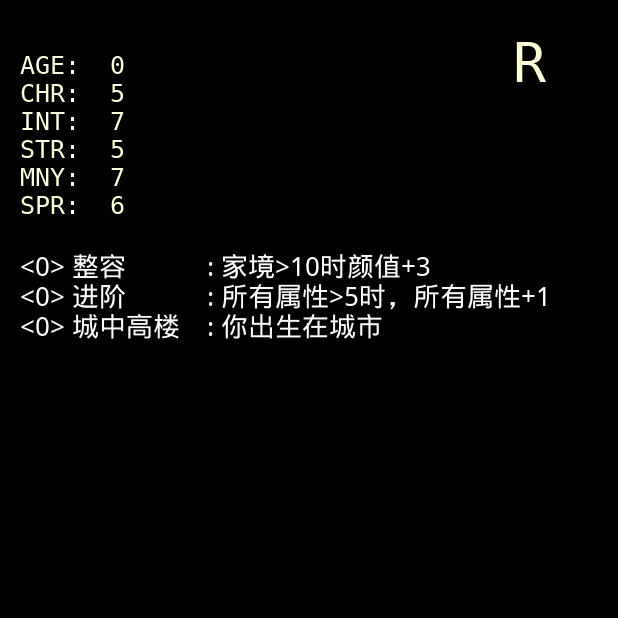 R
AGE: 0
CHR: 5
INT: 7
STR: 5
MNY: 7
SPR: 6
<0> 整容 : 家境>10时颜值+3
<0> 进阶 : 所有属性>5时，所有属性+1
<0> 城中高楼 : 你出生在城市